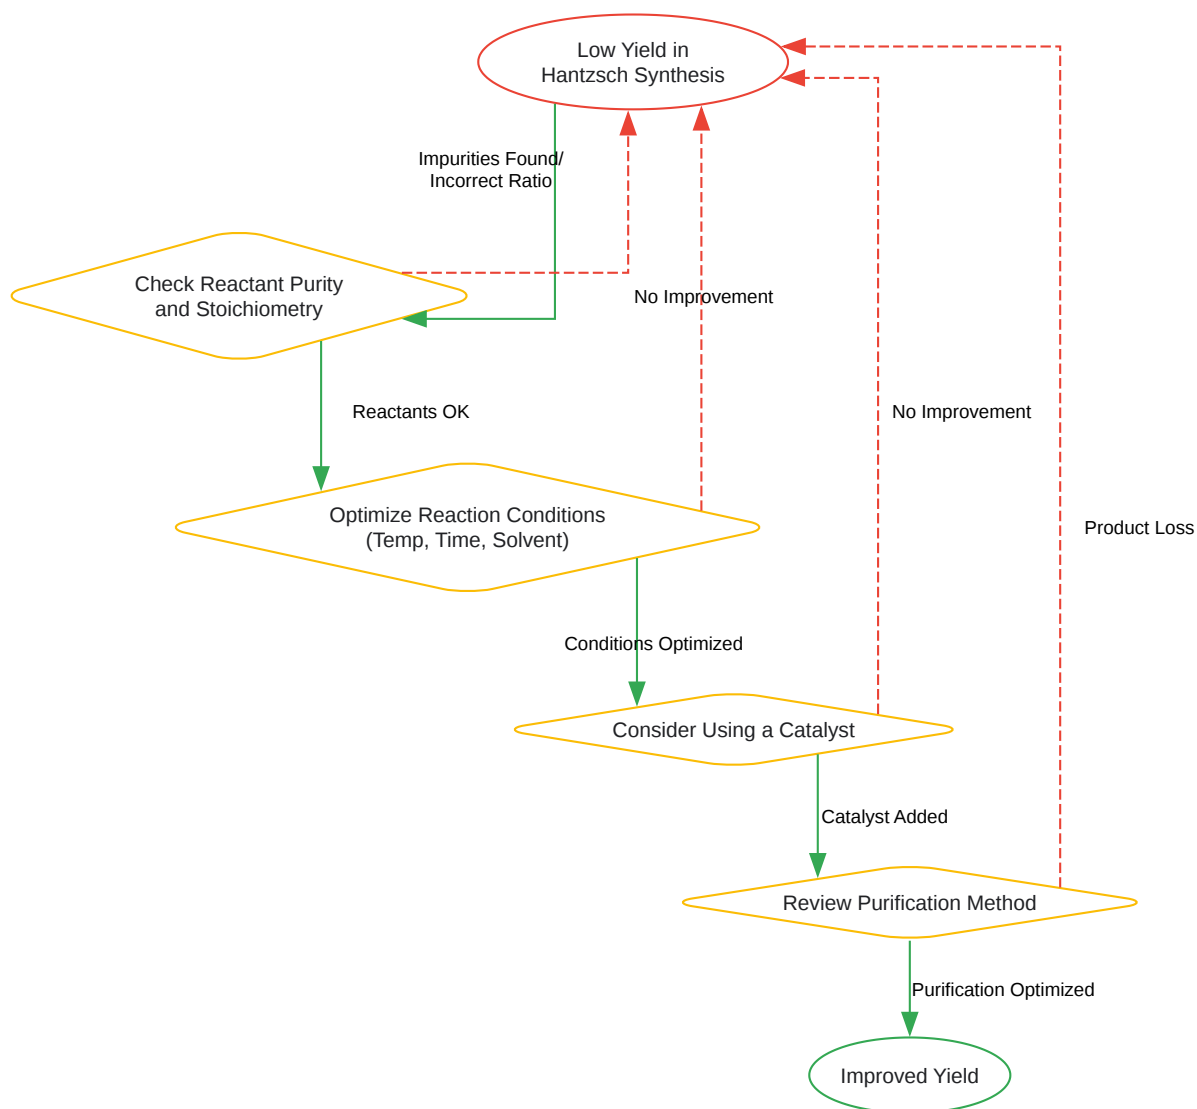 Low Yield in
Hantzsch Synthesis
Impurities Found/
Incorrect Ratio
Check Reactant Purity
and Stoichiometry
No Improvement
Reactants OK
No Improvement
Optimize Reaction Conditions
(Temp, Time, Solvent)
Product Loss
Conditions Optimized
Consider Using a Catalyst
Catalyst Added
Review Purification Method
Purification Optimized
Improved Yield